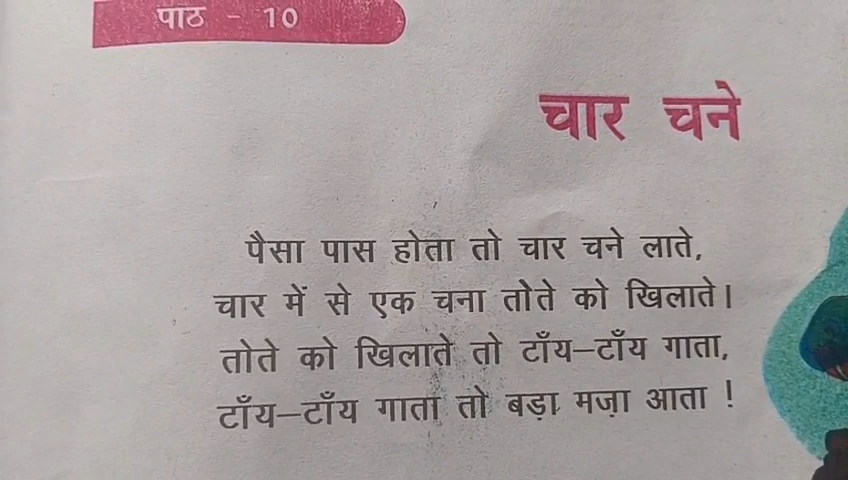 पाठ - 10
चार चने
पैसा पास होता तो चार चने लाते,
चार में से एक चना तोते को खिलाते।
तोते को खिलाते तो टाँय–टाँय गाता,
टाँय–टाँय गाता तो बड़ा मज़ा आता !